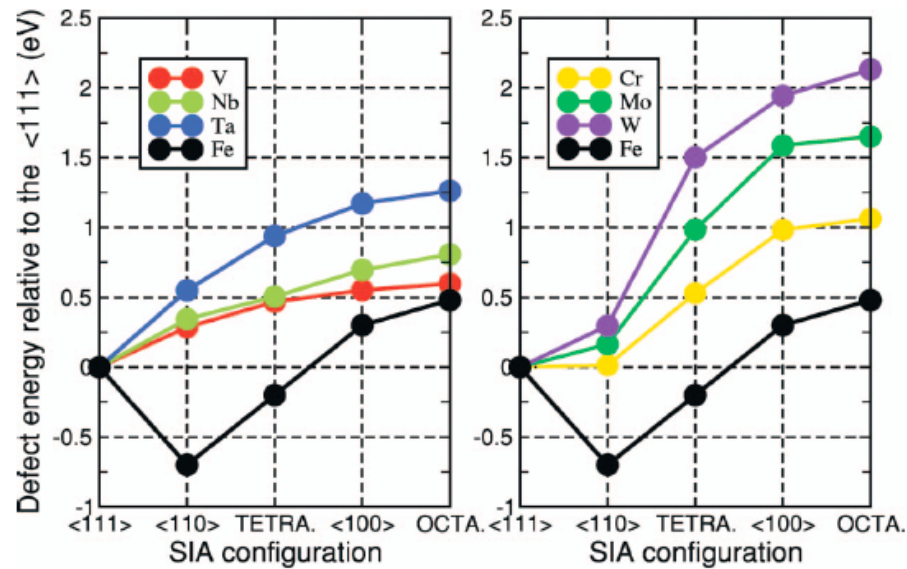 Defect energy relative to the <111> (eV)
2.5
2
1.5
1
0.5
0
-0.5
-1
V
Nb
Ta
Fe
<111> <110> TETRA. <100> OCTA.
SIA configuration
2.5
2
1.5
1
0.5
0
-0.5
-1
Cr
Mo
W
Fe
<111> <110> TETRA. <100> OCTA.
SIA configuration